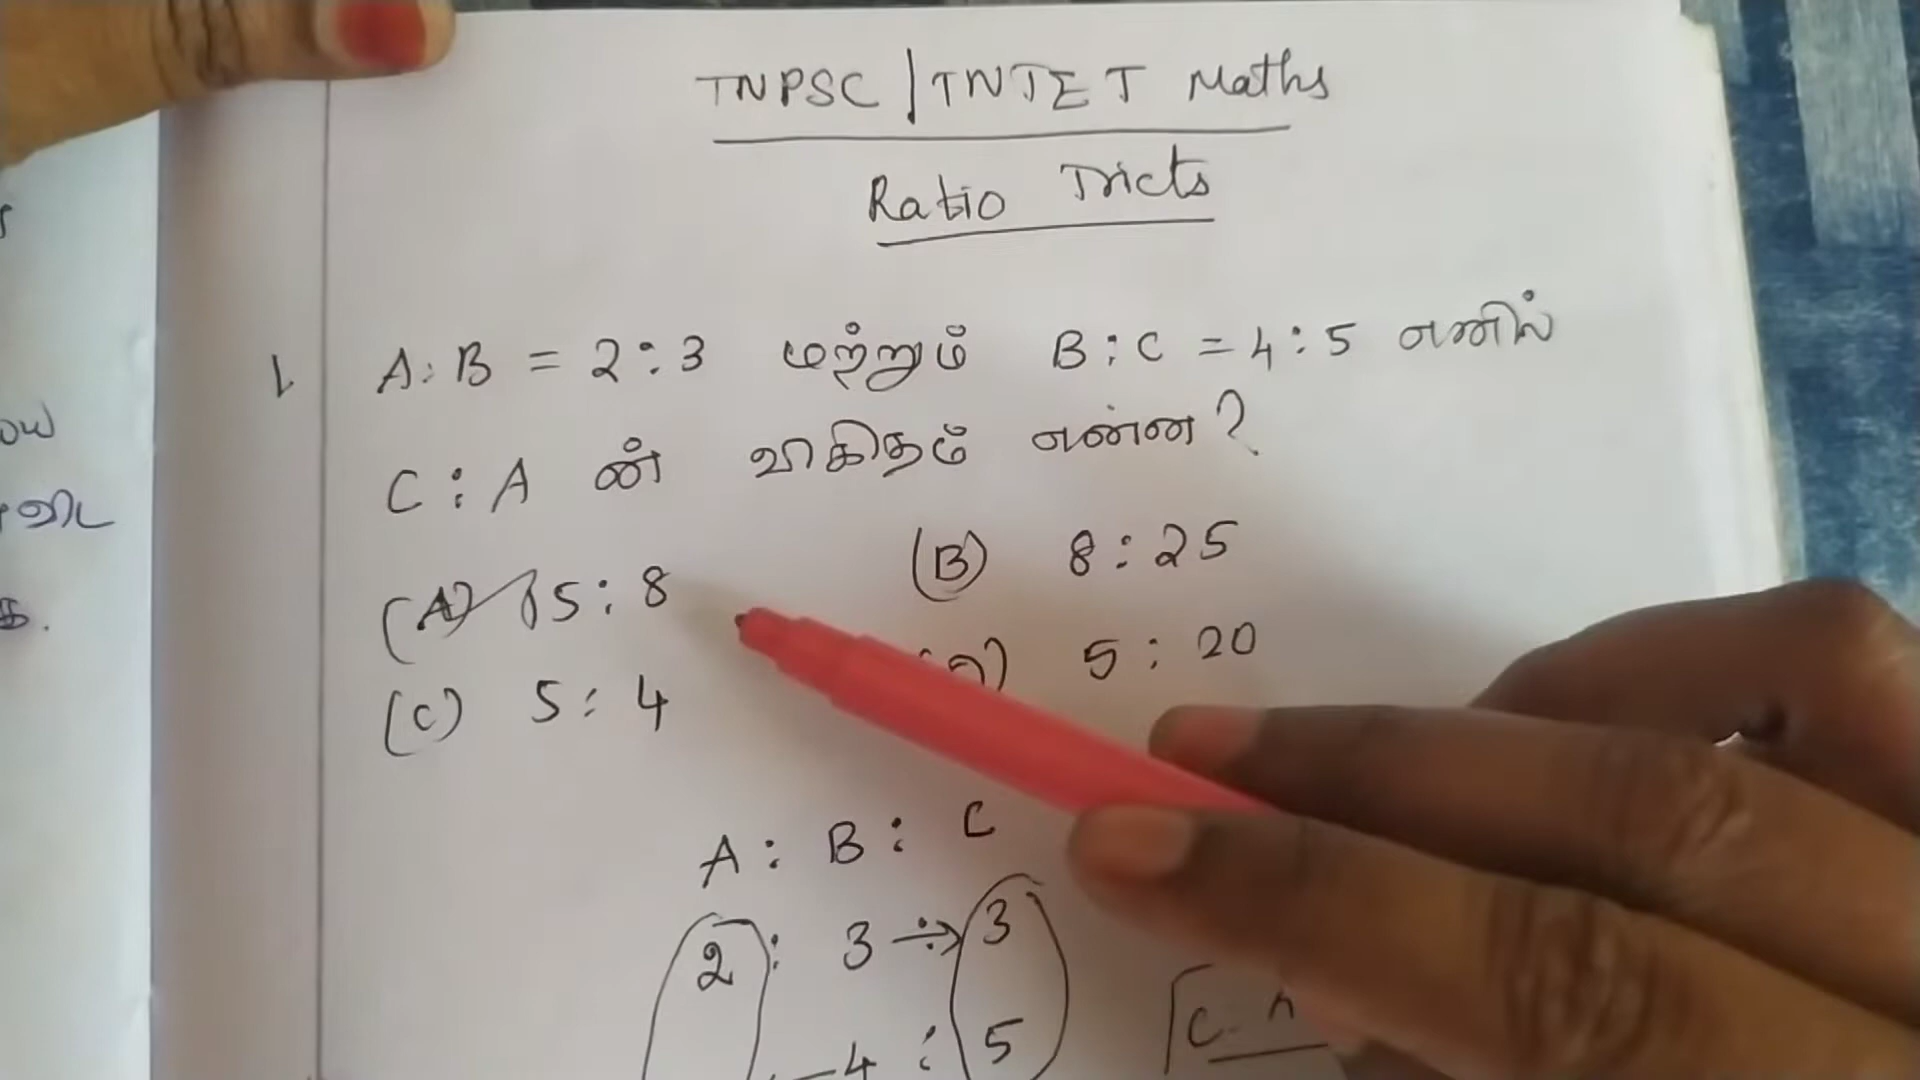 TNPSC | TNTET Maths
Ratio Tricts
1. A:B = 2:3 மற்றும் B:C = 4:5 எனில்
C:A ன் விகிதம் என்ன?
(A) 15:8 (B) 8:25
(C) 5:4 5:20
A: B: C
2: 3 ÷ 3
4: 5
டை